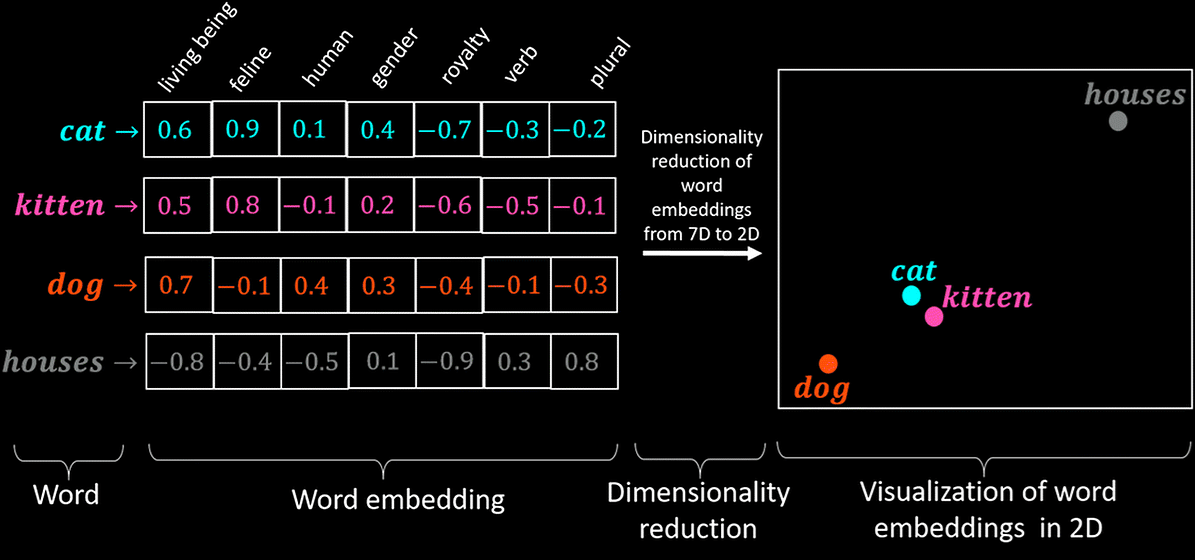 living being feline human gender royalty verb plural
cat → 0.6 0.9 0.1 0.4 −0.7 −0.3 −0.2
kitten → 0.5 0.8 −0.1 0.2 −0.6 −0.5 −0.1
dog → 0.7 −0.1 0.4 0.3 −0.4 −0.1 −0.3
houses → −0.8 −0.4 −0.5 0.1 −0.9 0.3 0.8
Dimensionality
reduction of
word
embeddings
from 7D to 2D
houses
cat
kitten
dog
Word
Word embedding
Dimensionality
reduction
Visualization of word
embeddings in 2D